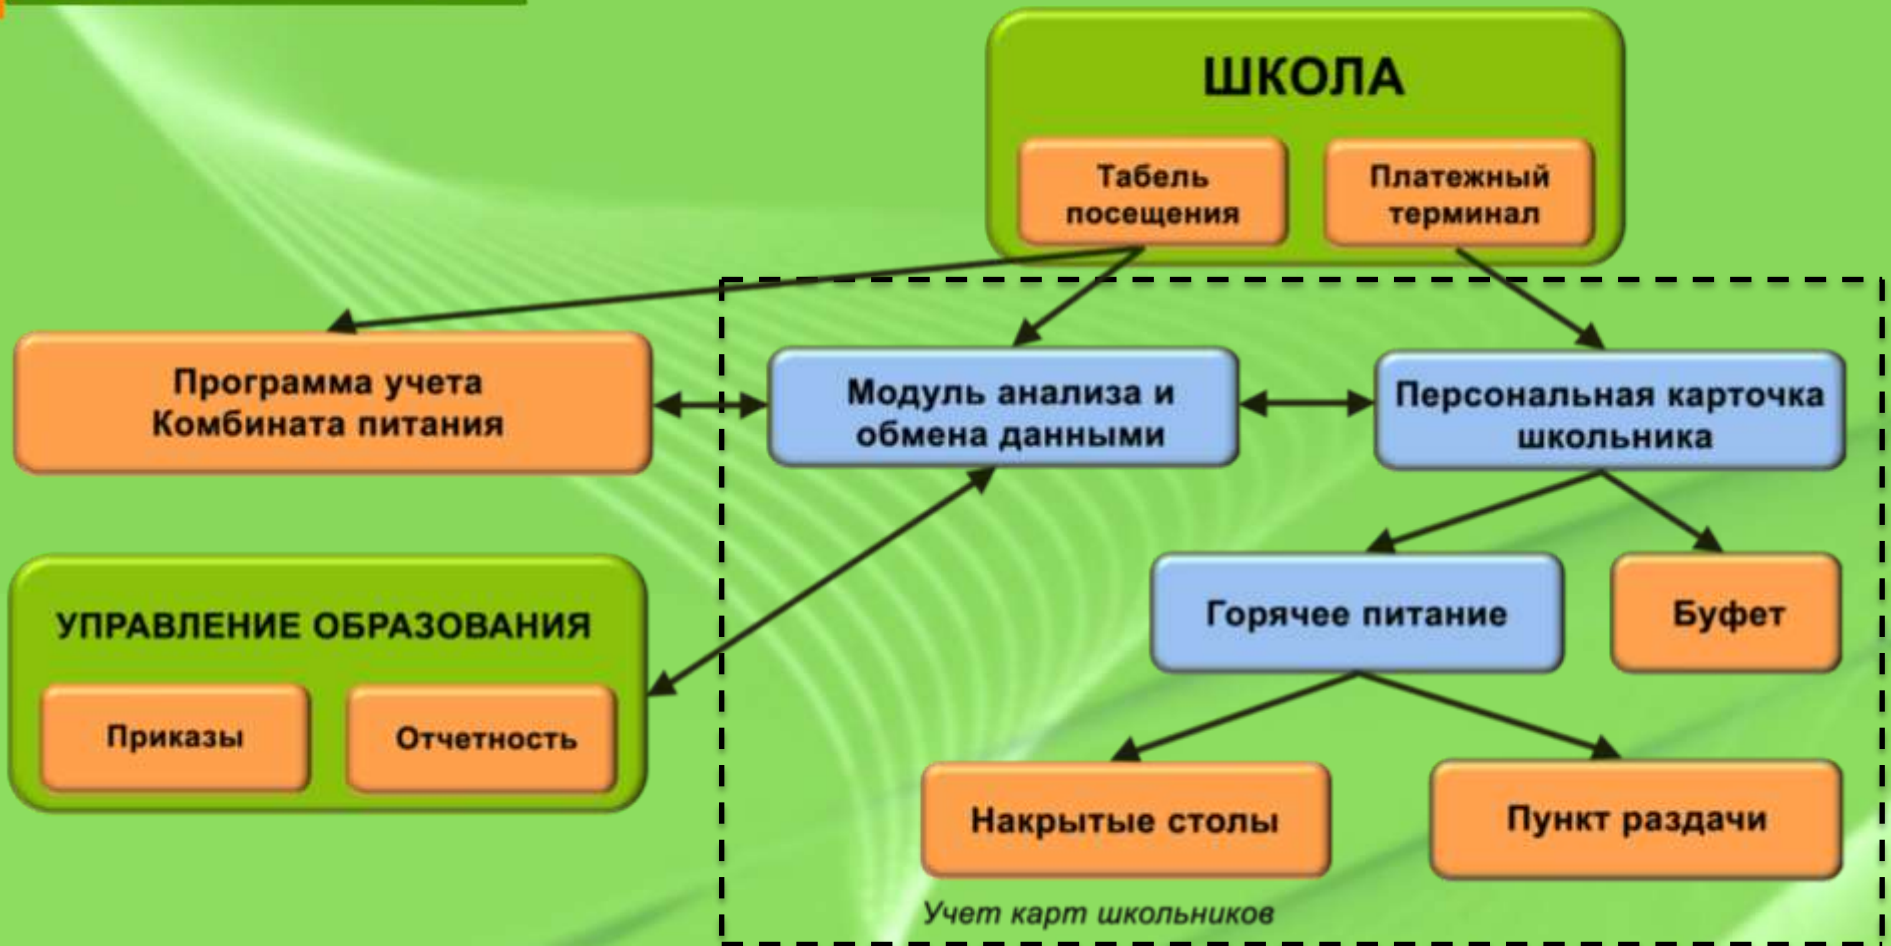 ШКОЛА
Табель
посещения
Платежный
терминал
Программа учета
Комбината питания
Модуль анализа и
обмена данными
Персональная карточка
школьника
УПРАВЛЕНИЕ ОБРАЗОВАНИЯ
Приказы
Отчетность
Горячее питание
Буфет
Накрытые столы
Пункт раздачи
Учет карт школьников